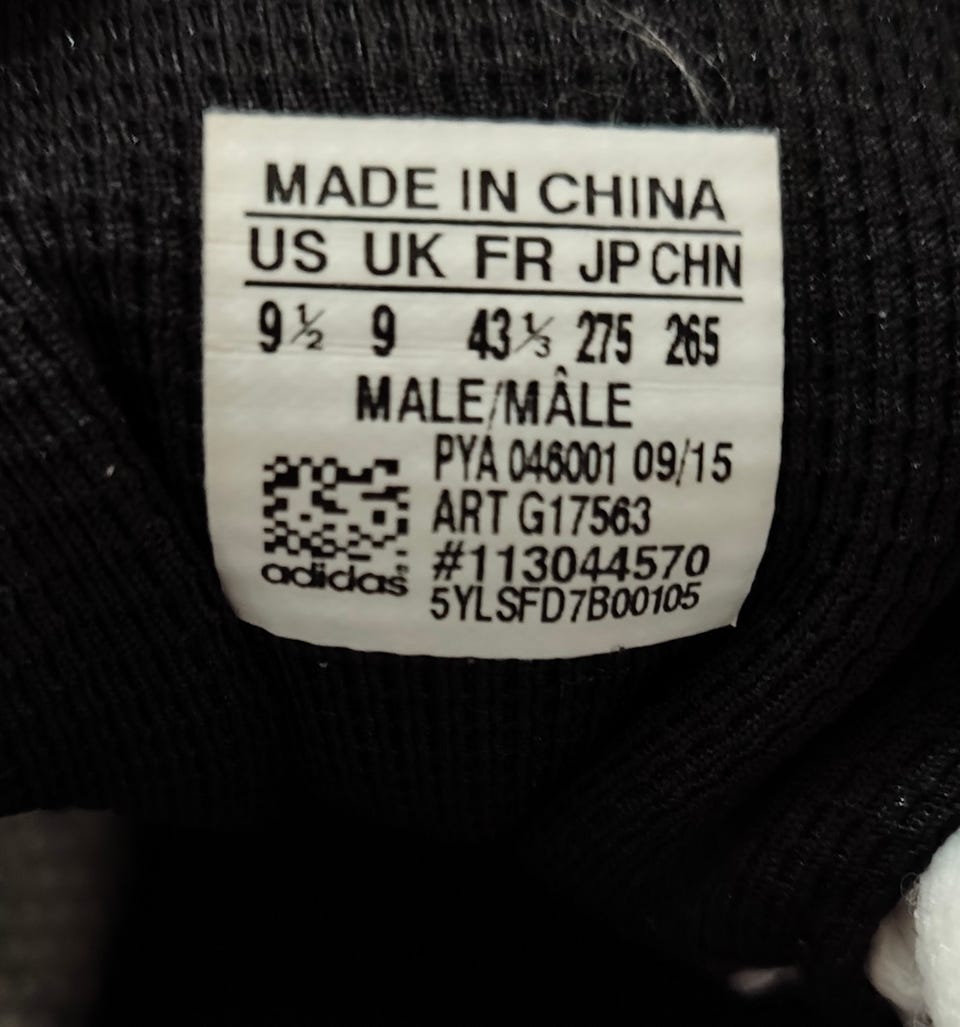 MADE IN CHINA
US UK FR JP CHN
9½ 9 43⅓ 275 265
MALE/MÂLE
PYA 046001 09/15
ART G17563
#113044570
adidas® 5YLSFD7B00105